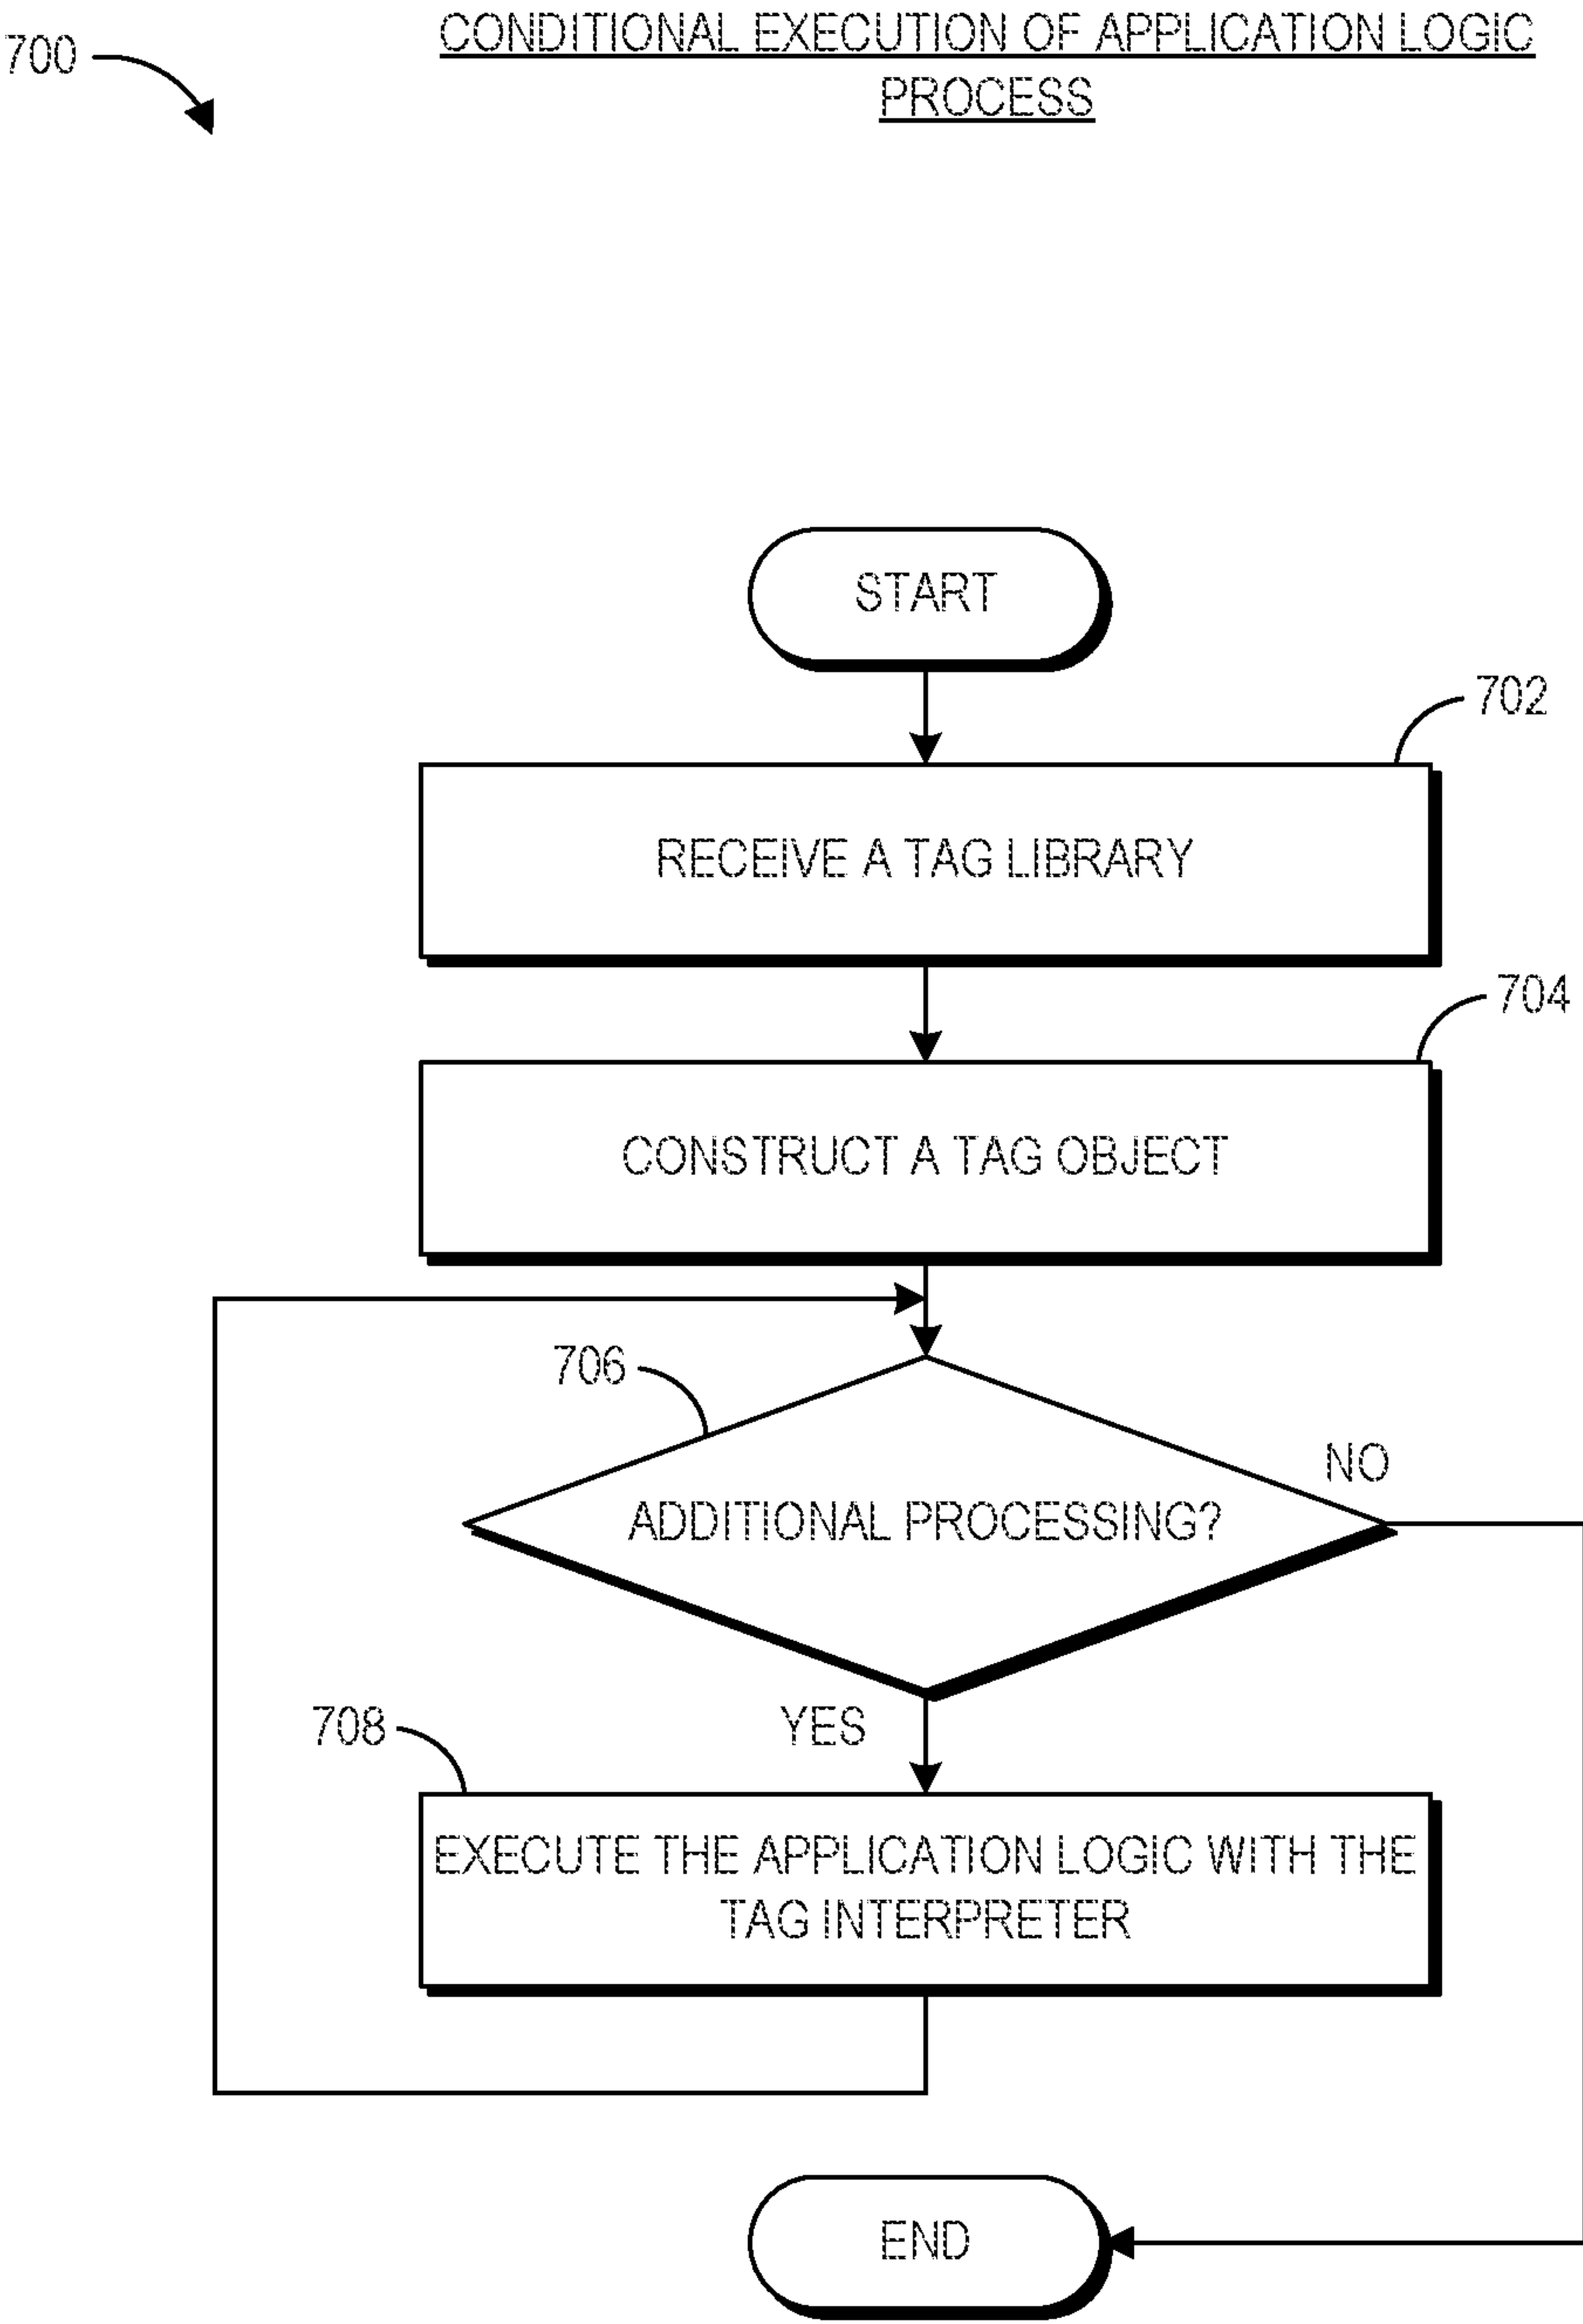 700
CONDITIONAL EXECUTION OF APPLICATION LOGIC
PROCESS
START
702
RECEIVE A TAG LIBRARY
704
CONSTRUCT A TAG OBJECT
706
NO
ADDITIONAL PROCESSING?
708
YES
EXECUTE THE APPLICATION LOGIC WITH THE
TAG INTERPRETER
END